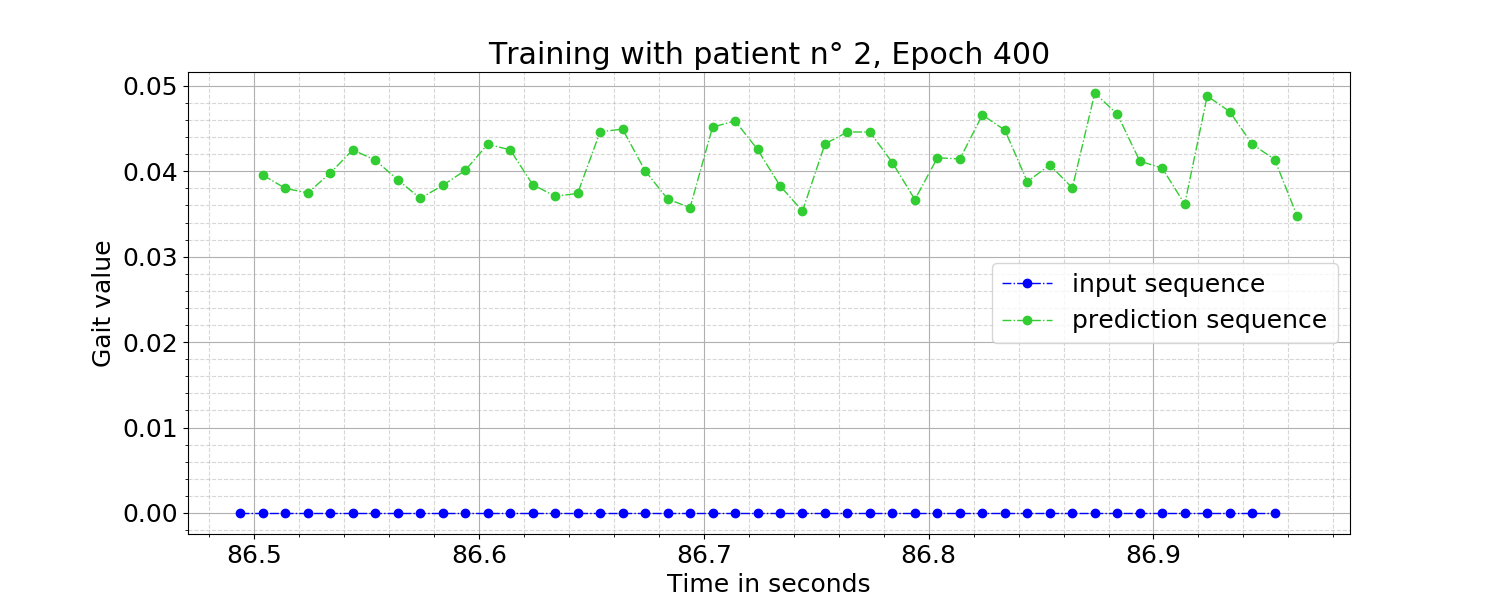 Training with patient n° 2, Epoch 400
0.05
0.04
0.03
0.02
0.01
0.00
Gait value
input sequence
prediction sequence
86.5 86.6 86.7 86.8 86.9
Time in seconds